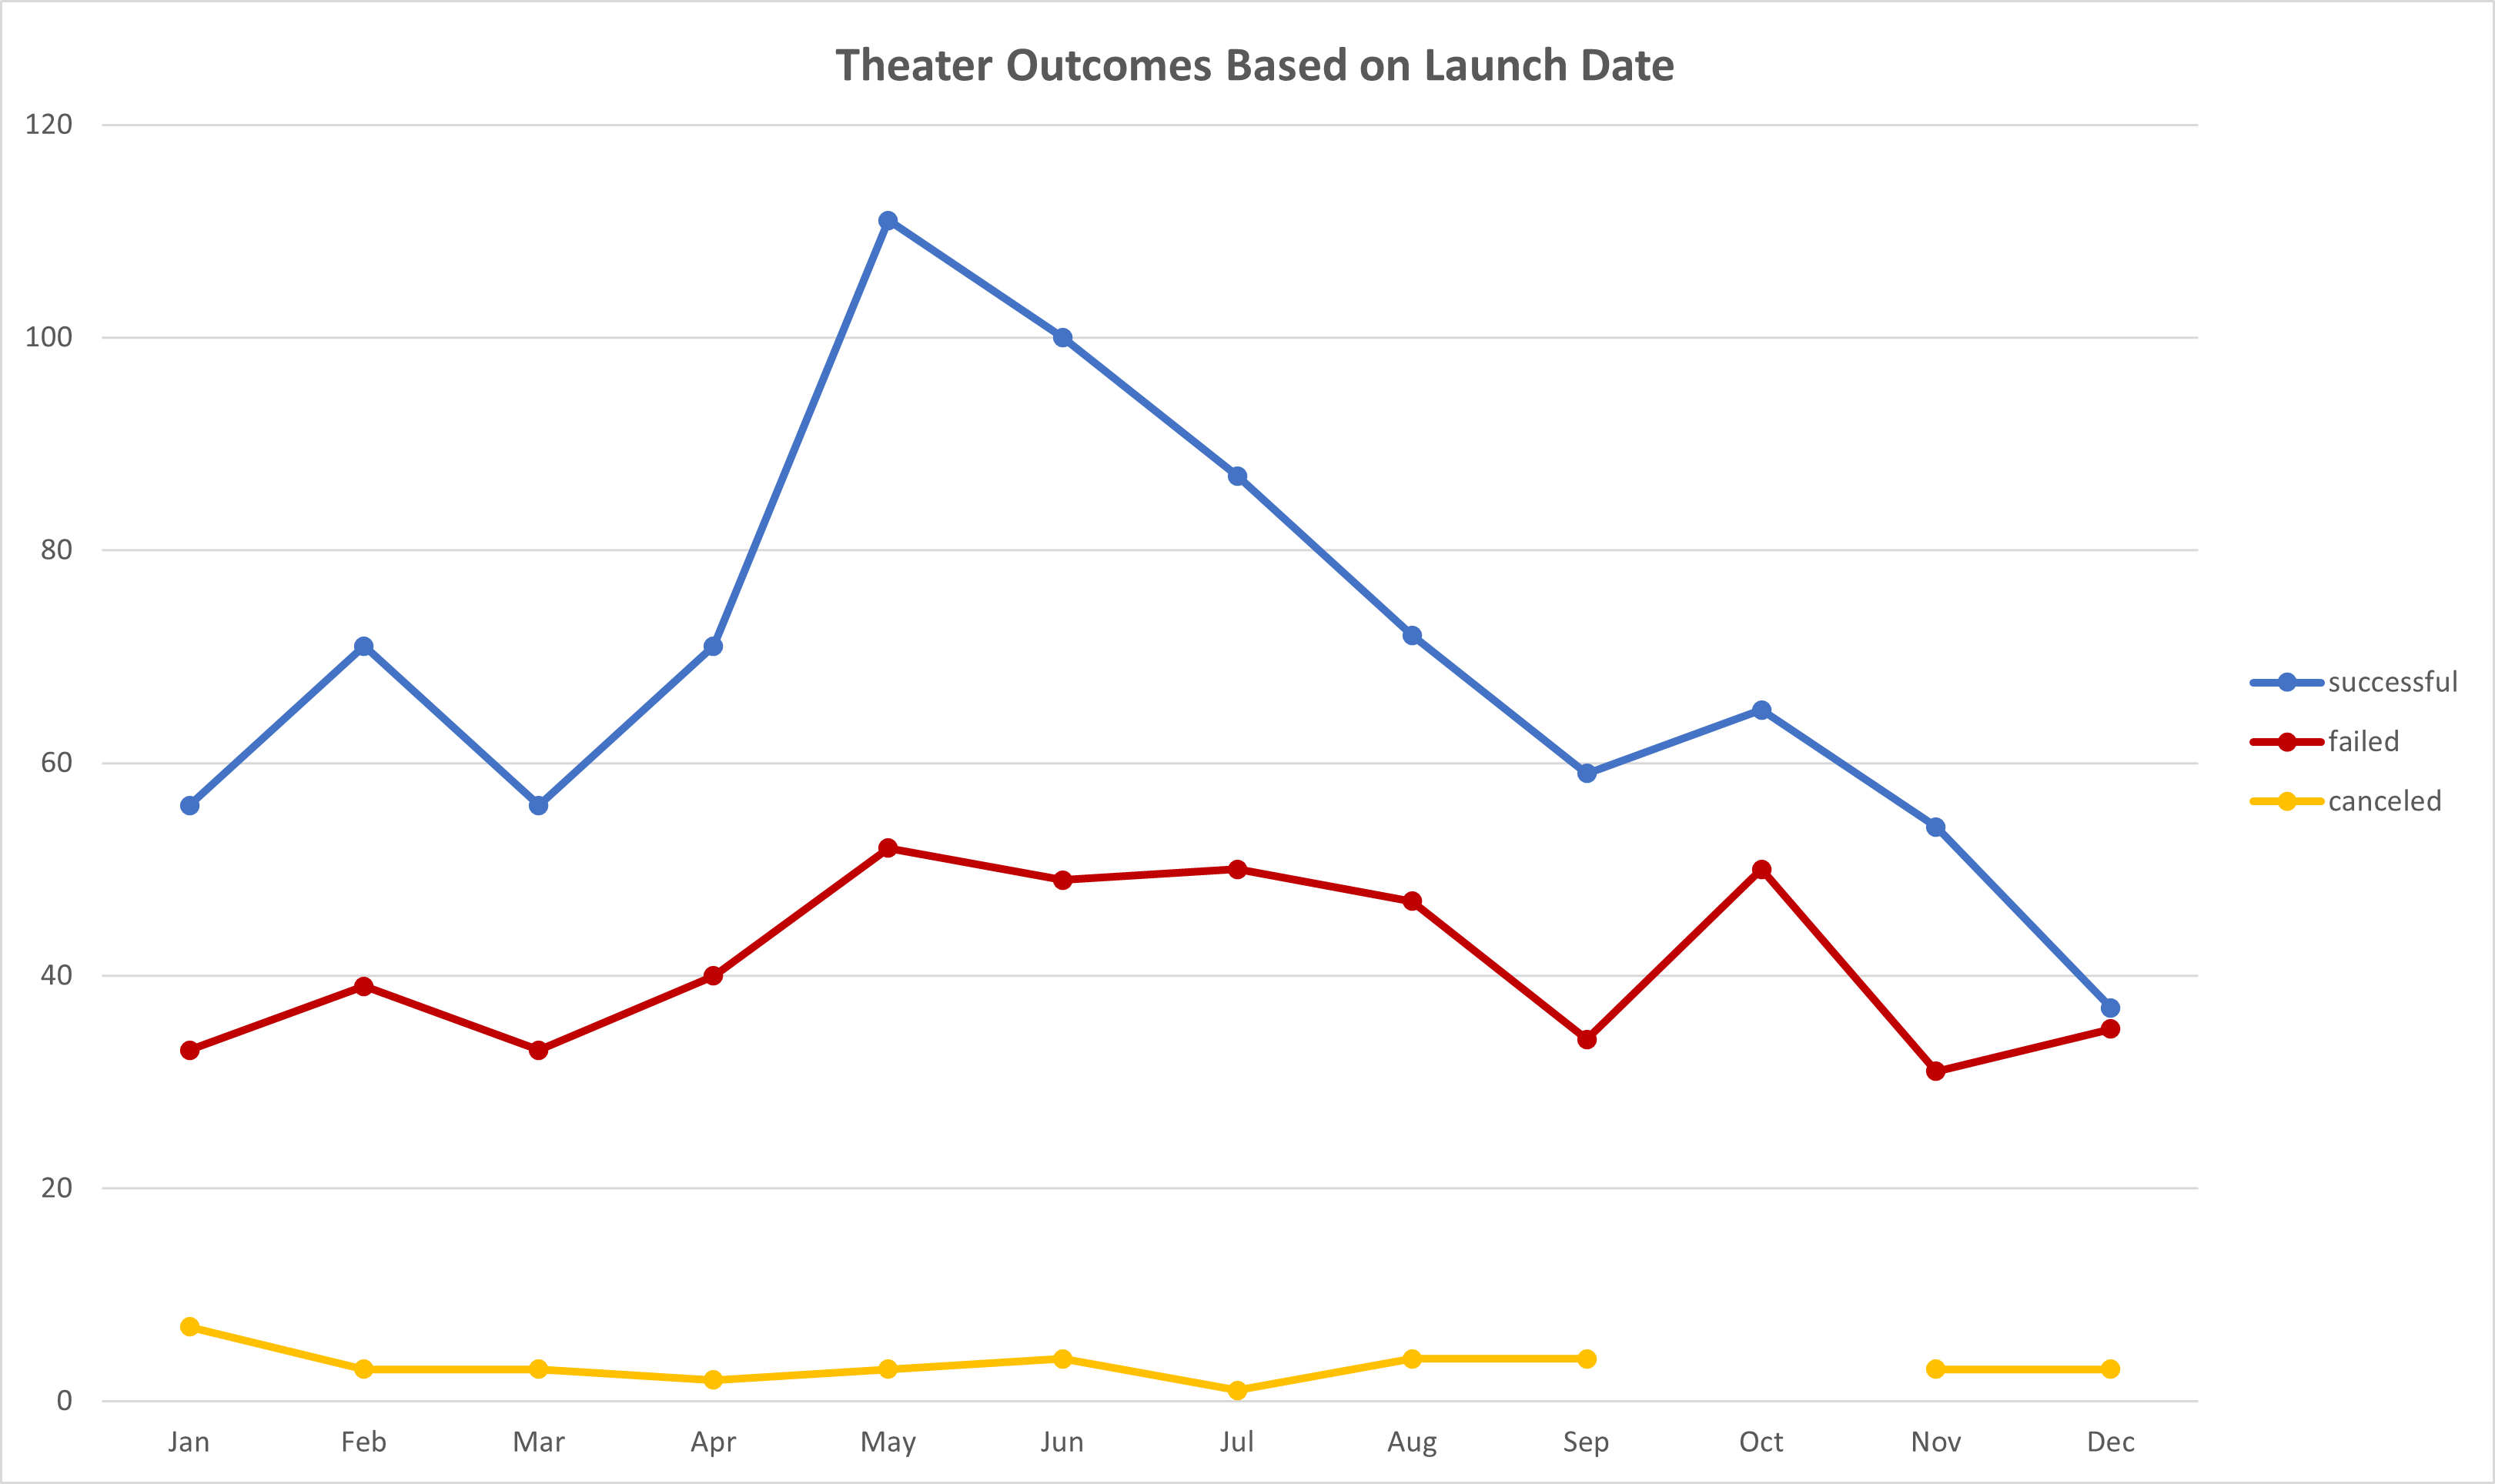 Theater Outcomes Based on Launch Date
120
100
80
60
40
20
0
Jan Feb Mar Apr May Jun Jul Aug Sep Oct Nov Dec
successful
failed
canceled